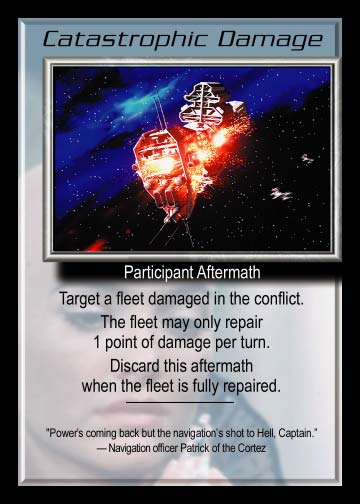 Catastrophic Damage
Participant Aftermath
Target a fleet damaged in the conflict.
The fleet may only repair
1 point of damage per turn.
Discard this aftermath
when the fleet is fully repaired.
"Power's coming back but the navigation's shot to Hell, Captain."
— Navigation officer Patrick of the Cortez